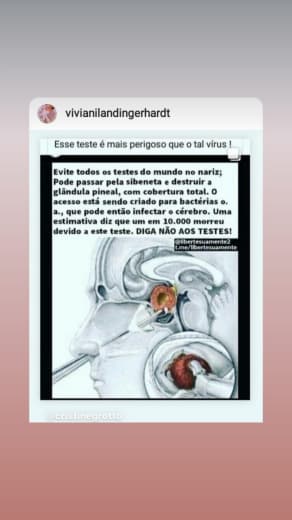 vivianilandingerhardt
Esse teste é mais perigoso que o tal vírus !
Evite todos os testes do mundo no nariz;
Pode passar pela sibeneta e destruir a
glândula pineal, com cobertura total. O
acesso está sendo criado para bactérias o.
a., que pode então infectar o cérebro. Uma
estimativa diz que um em 10.000 morreu
devido a este teste. DIGA NÃO AOS TESTES!
@libertesuamente2
t.me/libertesuamente